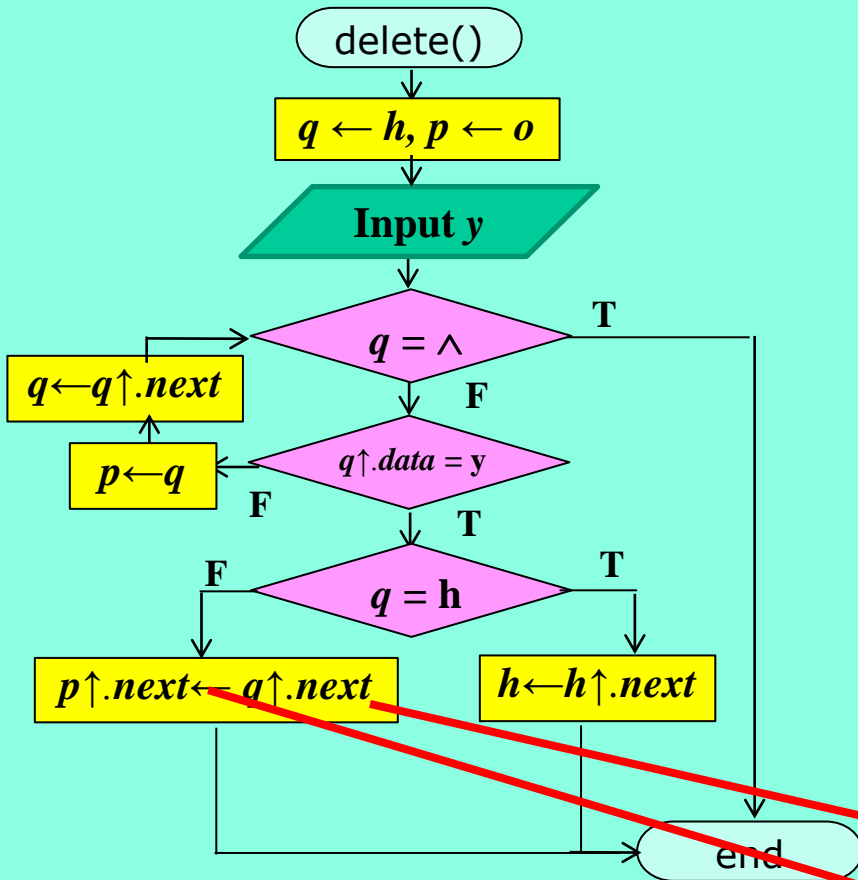 delete()
q ← h, p ← o
Input y
q = ∧
T
F
q←q↑.next
q↑.data = y
p←q
F
T
q = h
F
T
p↑.next← q↑.next
h←h↑.next
end